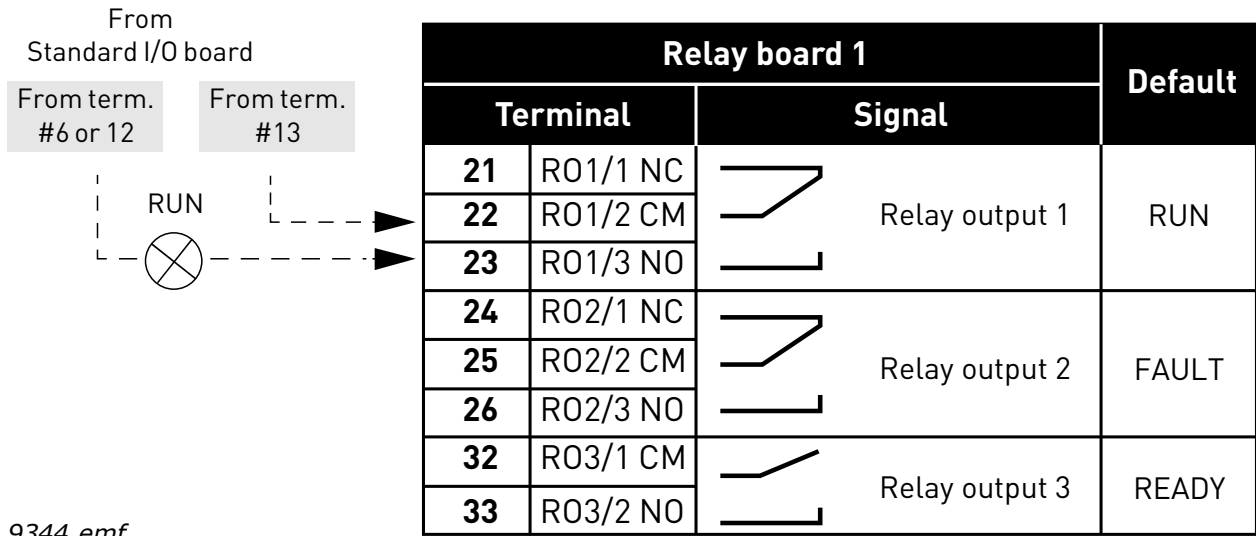 From
Standard I/O board
From term.
#6 or 12
From term.
#13
RUN
Relay board 1
Default
Terminal
Signal
21 RO1/1 NC
22 RO1/2 CM
23 RO1/3 NO
Relay output 1
RUN
24 RO2/1 NC
25 RO2/2 CM
26 RO2/3 NO
Relay output 2
FAULT
32 RO3/1 CM
33 RO3/2 NO
Relay output 3
READY
9344.emf